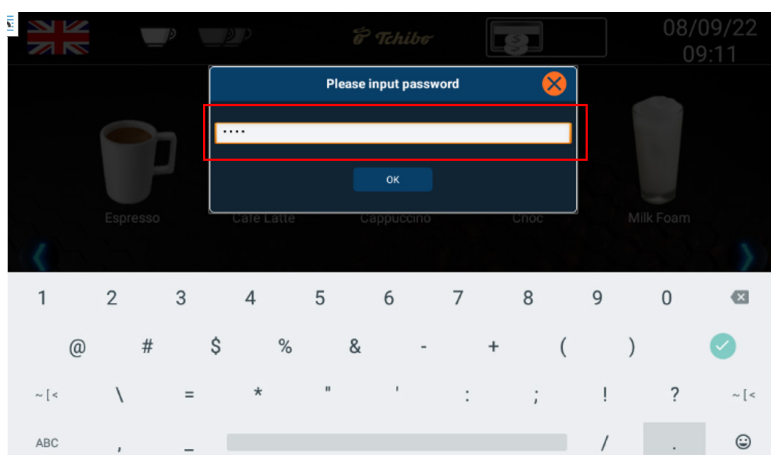 Tchibo
08/09/22
09:11
Please input password
....
OK
Espresso
Cafe Latte
Cappuccino
Choc
Milk Foam
1 2 3 4 5 6 7 8 9 0
@ # $ % & - + ( )
~ [ < \ = * " ' : ; ! ? ~ [ <
ABC , _ / .